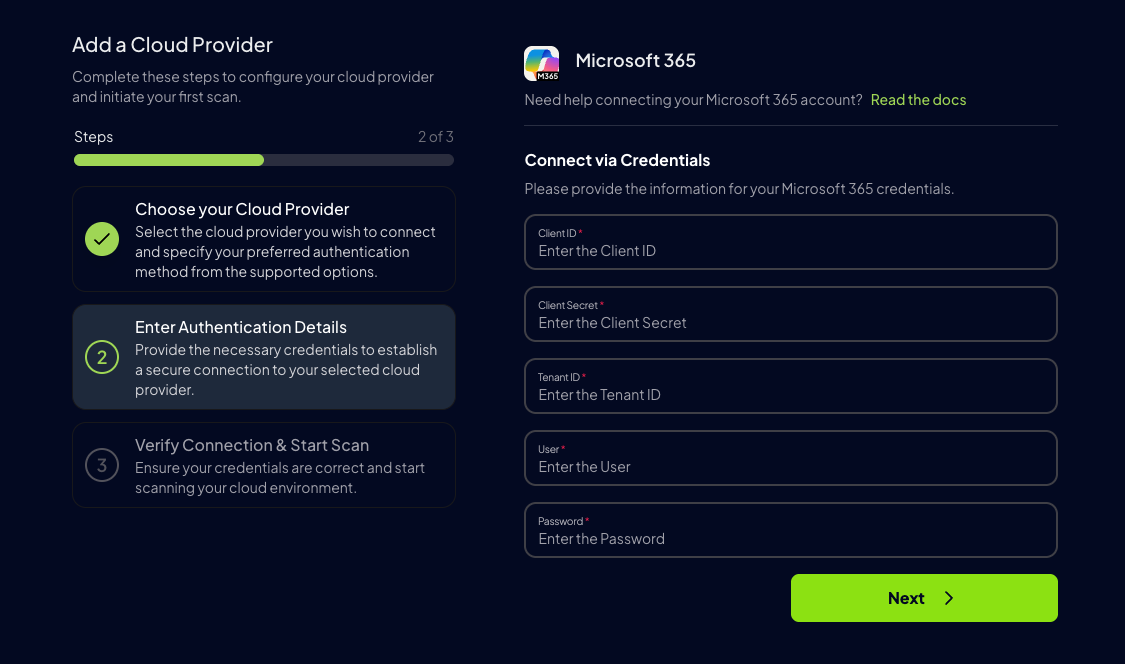 Add a Cloud Provider
Complete these steps to configure your cloud provider
and initiate your first scan.
Steps
2 of 3
Choose your Cloud Provider
Select the cloud provider you wish to connect
and specify your preferred authentication
method from the supported options.
2
Enter Authentication Details
Provide the necessary credentials to establish
a secure connection to your selected cloud
provider.
3
Verify Connection & Start Scan
Ensure your credentials are correct and start
scanning your cloud environment.
M365
Microsoft 365
Need help connecting your Microsoft 365 account? Read the docs
Connect via Credentials
Please provide the information for your Microsoft 365 credentials.
Client ID *
Enter the Client ID
Client Secret *
Enter the Client Secret
Tenant ID *
Enter the Tenant ID
User *
Enter the User
Password *
Enter the Password
Next